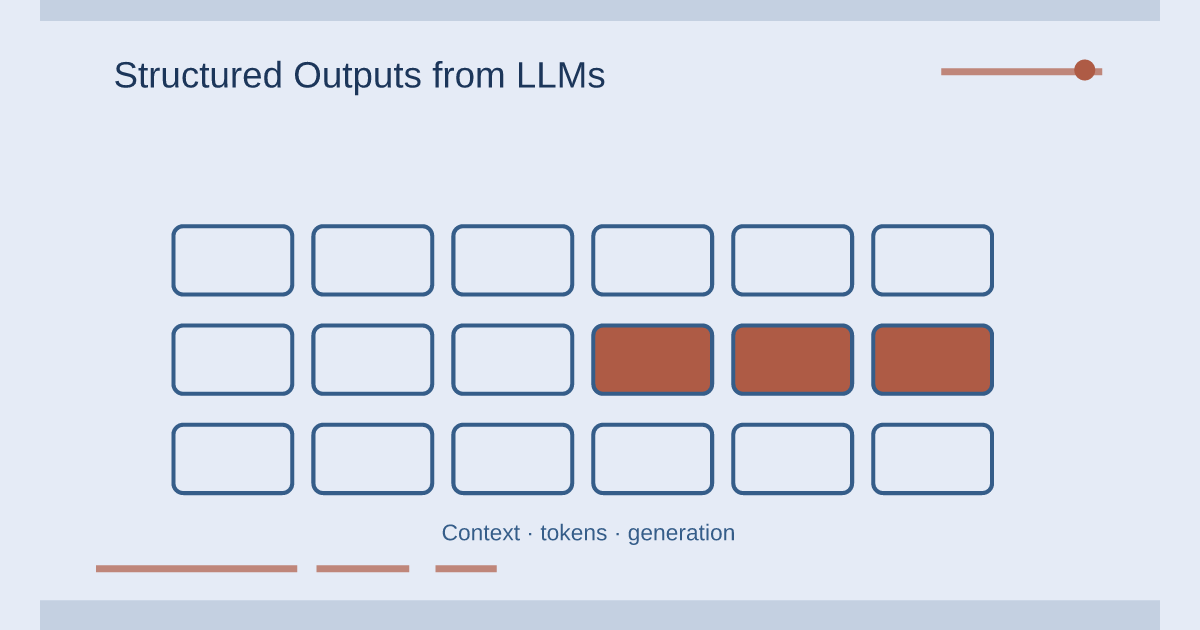 Structured Outputs from LLMs
Context · tokens · generation